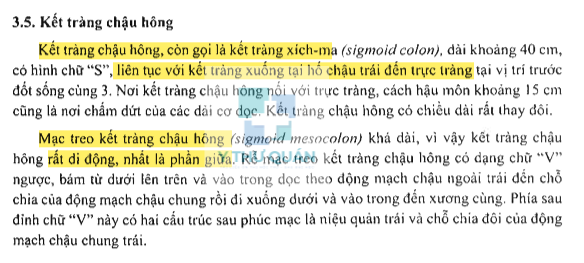 3.5. Kết tràng chậu hông
Kết tràng chậu hông, còn gọi là kết tràng xích-ma (sigmoid colon), dài khoảng 40 cm,
có hình chữ “S”, liên tục với kết tràng xuống tại hố chậu trái đến trực tràng tại vị trí trước
đốt sống cùng 3. Nơi kết tràng chậu hông nối với trực tràng, cách hậu môn khoảng 15 cm
cũng là nơi chấm dứt của các dải cơ dọc. Kết tràng chậu hông có chiều dài rất thay đổi.
Mạc treo kết tràng chậu hông (sigmoid mesocolon) khá dài, vì vậy kết tràng chậu
hông rất di động, nhất là phần giữa. Rễ mạc treo kết tràng chậu hông có dạng chữ “V”
ngược, bám từ dưới lên trên và vào trong dọc theo động mạch chậu ngoài trái đến chỗ
chia của động mạch chậu chung rồi đi xuống dưới và vào trong đến xương cùng. Phía sau
đỉnh chữ “V” này có hai cấu trúc sau phúc mạc là niệu quản trái và chỗ chia đôi của động
mạch chậu chung trái.